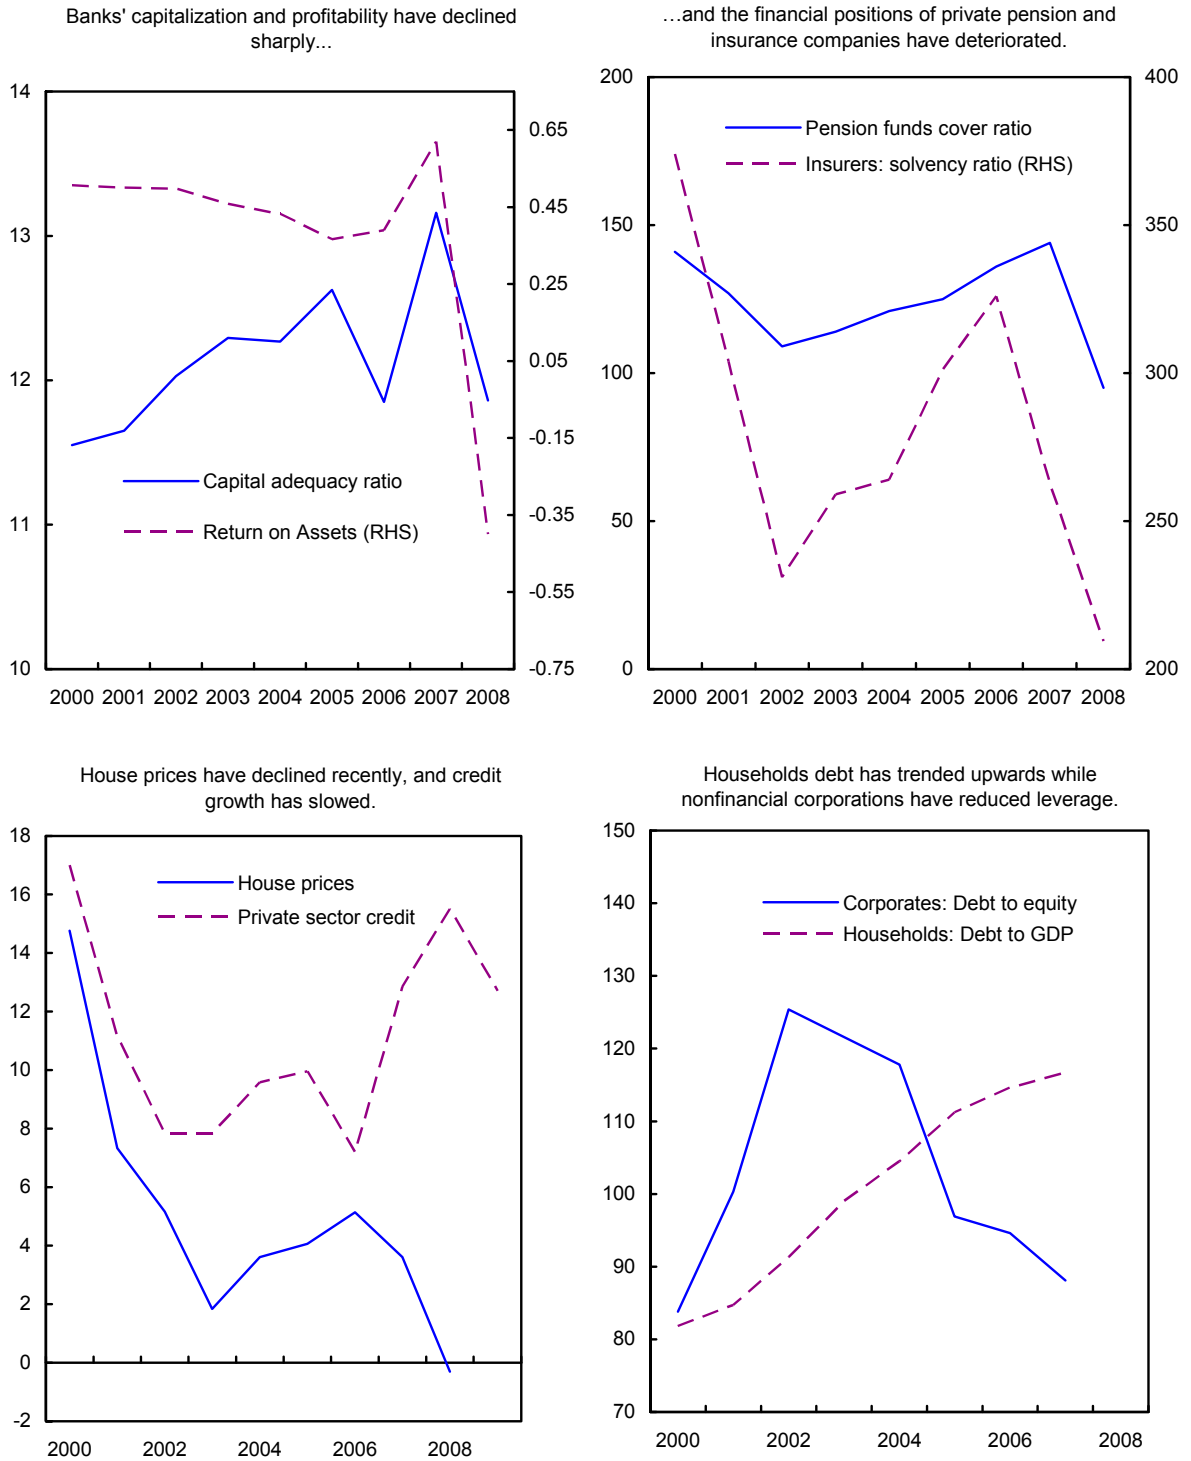 Banks' capitalization and profitability have declined
sharply...
14
13
12
11
10
0.65
0.45
0.25
0.05
-0.15
-0.35
-0.55
-0.75
Capital adequacy ratio
Return on Assets (RHS)
2000 2001 2002 2003 2004 2005 2006 2007 2008
…and the financial positions of private pension and
insurance companies have deteriorated.
200
150
100
50
0
400
350
300
250
200
Pension funds cover ratio
Insurers: solvency ratio (RHS)
2000 2001 2002 2003 2004 2005 2006 2007 2008
House prices have declined recently, and credit
growth has slowed.
18
16
14
12
10
8
6
4
2
0
-2
House prices
Private sector credit
2000 2002 2004 2006 2008
Households debt has trended upwards while
nonfinancial corporations have reduced leverage.
150
140
130
120
110
100
90
80
70
Corporates: Debt to equity
Households: Debt to GDP
2000 2002 2004 2006 2008